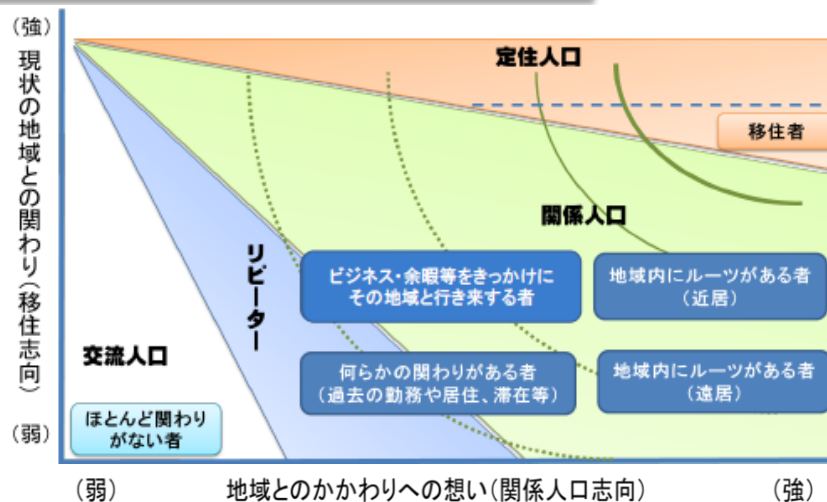 （強）
現状の地域との関わり（移住志向）
（弱）
定住人口
移住者
関係人口
リピーター
ビジネス・余暇等をきっかけに
その地域と行き来する者
地域内にルーツがある者
（近居）
交流人口
何らかの関わりがある者
（過去の勤務や居住、滞在等）
地域内にルーツがある者
（遠居）
ほとんど関わり
がない者
（弱）
地域とのかかわりへの想い（関係人口志向）
（強）